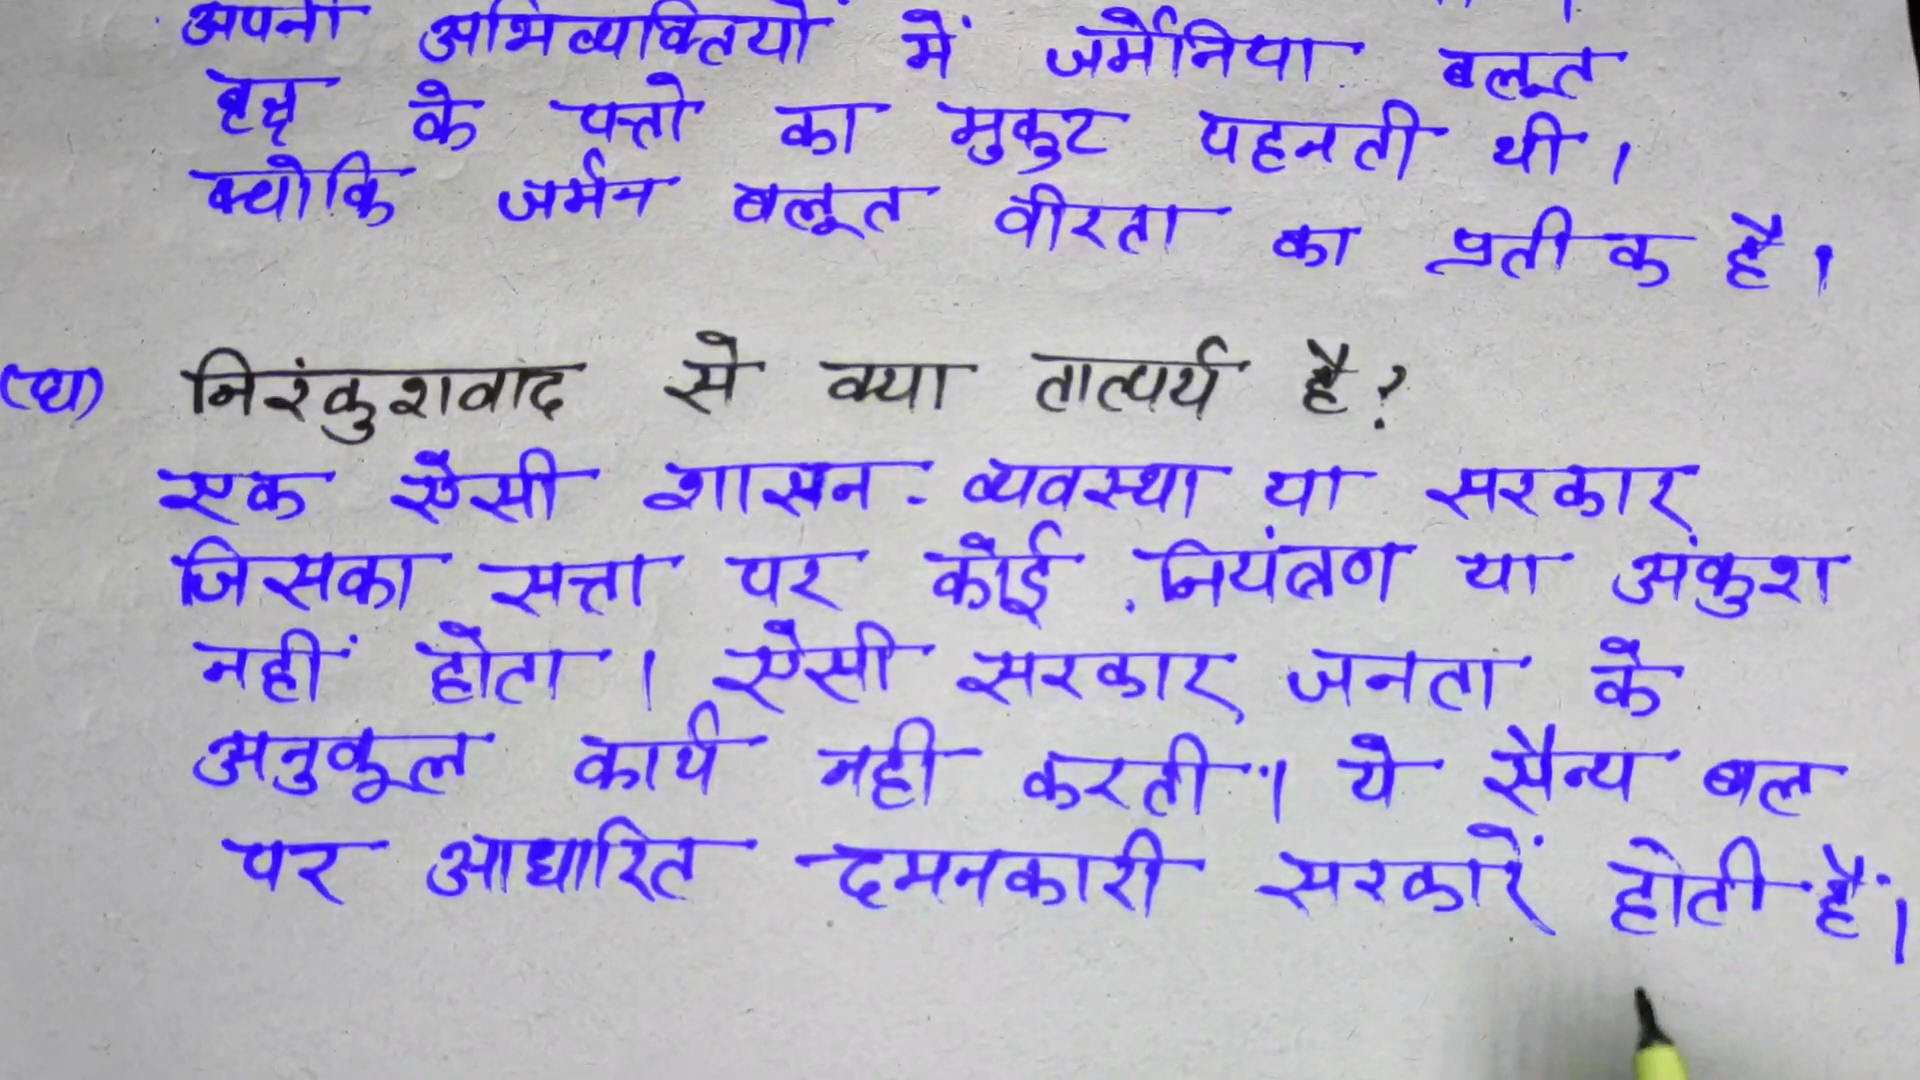 अपनी अभिव्यक्तियों में जर्मेनिया बलूत
के पत्तो का मुकुट पहनती थी।
क्योकि जर्मन बलूत वीरता का प्रतीक है।
(घ) निरंकुशवाद से क्या तात्पर्य है?
एक ऐसी शासन-व्यवस्था या सरकार
जिसका सत्ता पर कोई नियंत्रण या अंकुश
नहीं होता। ऐसी सरकार जनता के
अनुकूल कार्य नही करती। ये सैन्य बल
पर आधारित दमनकारी सरकारें होती हैं।